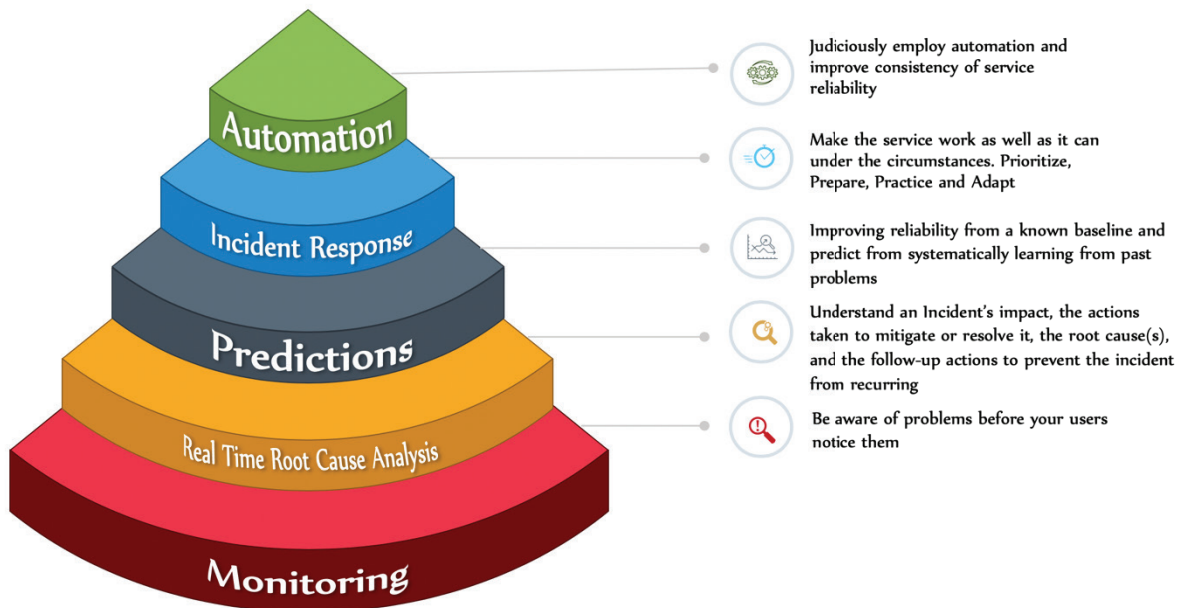 Automation
Judiciously employ automation and
improve consistency of service
reliability
Incident Response
Make the service work as well as it can
under the circumstances. Prioritize,
Prepare, Practice and Adapt
Predictions
Improving reliability from a known baseline and
predict from systematically learning from past
problems
Real Time Root Cause Analysis
Understand an Incident's impact, the actions
taken to mitigate or resolve it, the root cause(s),
and the follow-up actions to prevent the incident
from recurring
Monitoring
Be aware of problems before your users
notice them